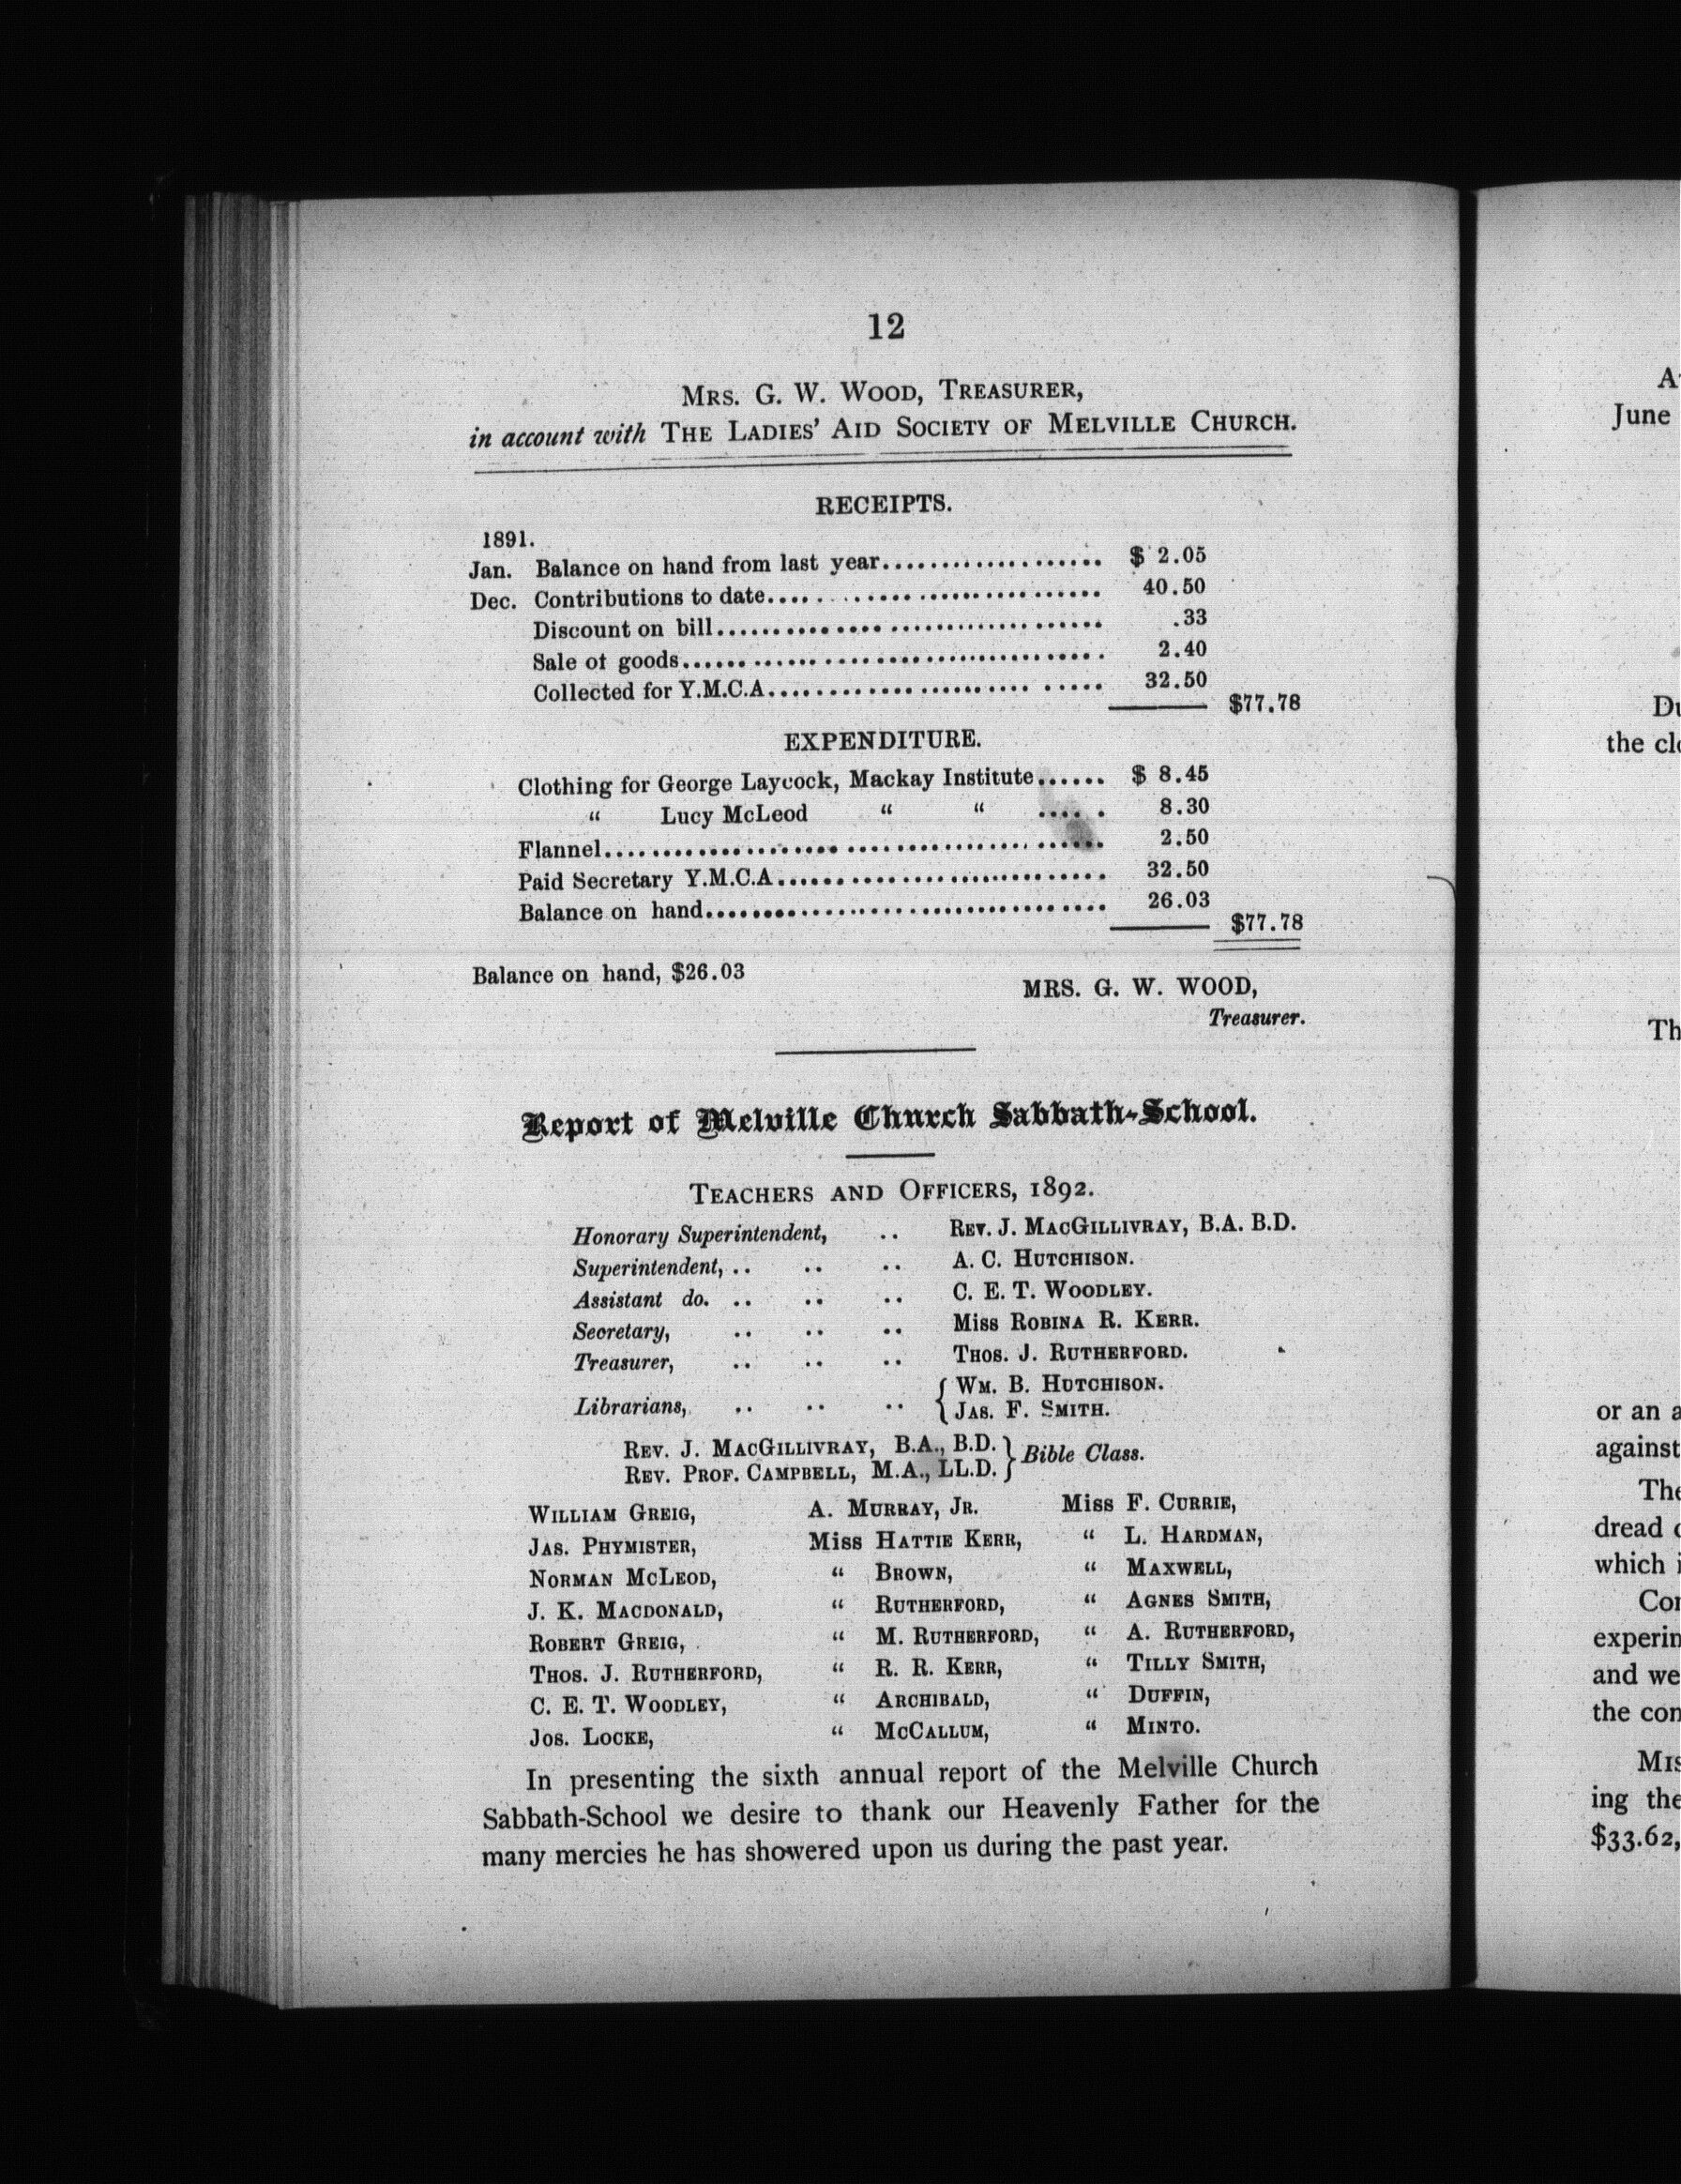 12
MRS. G. W. WOOD, TREASURER,
in account with THE LADIES' AID SOCIETY OF MELVILLE CHURCH.
RECEIPTS.
1891.
Jan. Balance on hand from last year................... $ 2.05
Dec. Contributions to date............................ 40.50
Discount on bill................................. .33
Sale ot goods.................................... 2.40
Collected for Y.M.C.A............................ 32.50
$77.78
EXPENDITURE.
Clothing for George Laycock, Mackay Institute...... $ 8.45
“ Lucy McLeod “ “ ..... 8.30
Flannel.......................................... 2.50
Paid Secretary Y.M.C.A........................... 32.50
Balance on hand.................................. 26.03
$77.78
Balance on hand, $26.03
MRS. G. W. WOOD,
Treasurer.
Report of Melville Church Sabbath-School.
TEACHERS AND OFFICERS, 1892.
Honorary Superintendent, .. REV. J. MACGILLIVRAY, B.A. B.D.
Superintendent, .. .. .. A. C. HUTCHISON.
Assistant do. .. .. .. C. E. T. WOODLEY.
Secretary, .. .. .. Miss ROBINA R. KERR.
Treasurer, .. .. .. THOS. J. RUTHERFORD.
Librarians, .. .. .. { WM. B. HUTCHISON.
JAS. F. SMITH.
REV. J. MACGILLIVRAY, B.A., B.D. } Bible Class.
REV. PROF. CAMPBELL, M.A., LL.D.
WILLIAM GREIG, A. MURRAY, JR. Miss F. CURRIE,
JAS. PHYMISTER, Miss HATTIE KERR, “ L. HARDMAN,
NORMAN MCLEOD, “ BROWN, “ MAXWELL,
J. K. MACDONALD, “ RUTHERFORD, “ AGNES SMITH,
ROBERT GREIG, “ M. RUTHERFORD, “ A. RUTHERFORD,
THOS. J. RUTHERFORD, “ R. R. KERR, “ TILLY SMITH,
C. E. T. WOODLEY, “ ARCHIBALD, “ DUFFIN,
JOS. LOCKE, “ MCCALLUM, “ MINTO.
In presenting the sixth annual report of the Melville Church
Sabbath-School we desire to thank our Heavenly Father for the
many mercies he has showered upon us during the past year.
June
the
Th
or an
against
The
dread
which
and we
the
ing the
$33.62,